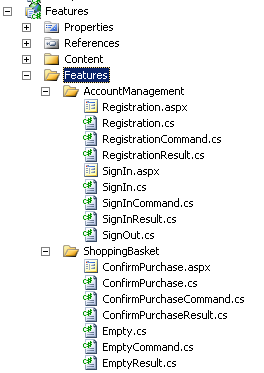 Features
Properties
References
Content
Features
AccountManagement
Registration.aspx
Registration.cs
RegistrationCommand.cs
RegistrationResult.cs
SignIn.aspx
SignIn.cs
SignInCommand.cs
SignInResult.cs
SignOut.cs
ShoppingBasket
ConfirmPurchase.aspx
ConfirmPurchase.cs
ConfirmPurchaseCommand.cs
ConfirmPurchaseResult.cs
Empty.cs
EmptyCommand.cs
EmptyResult.cs